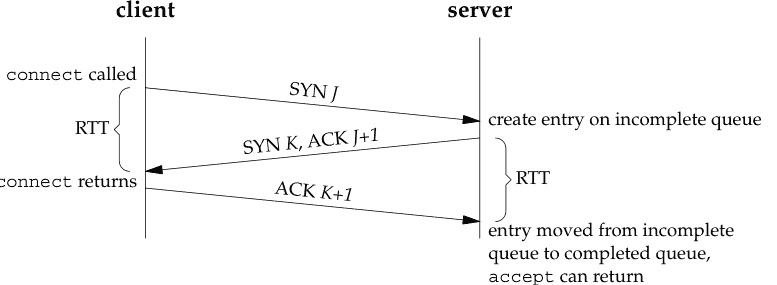 client
server
connect called
SYN J
create entry on incomplete queue
RTT
SYN K, ACK J+1
connect returns
RTT
ACK K+1
entry moved from incomplete
queue to completed queue,
accept can return